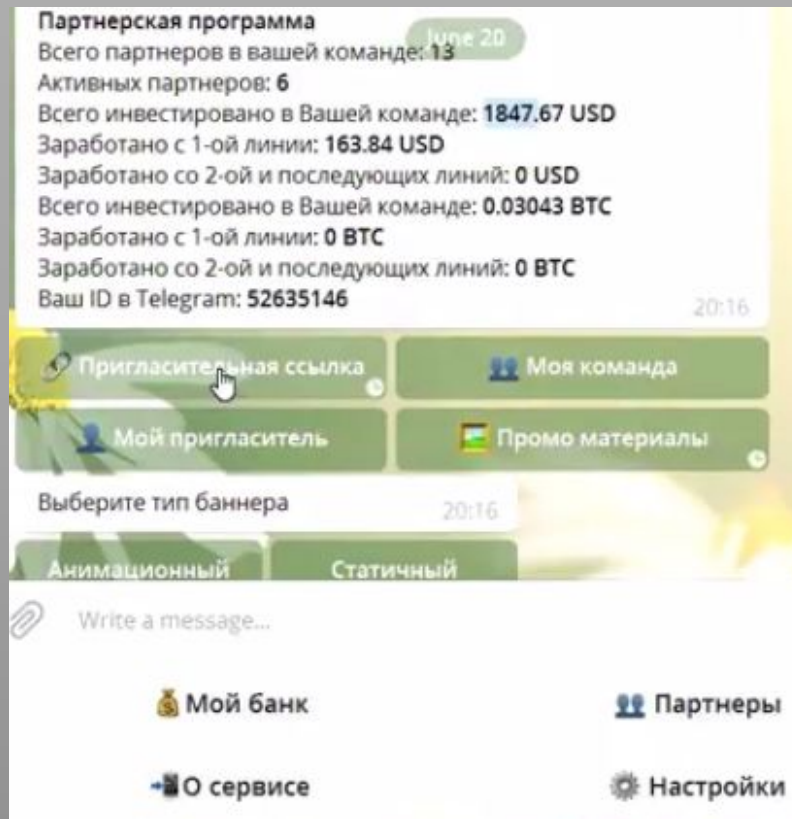 Партнерская программа
June 20
Всего партнеров в вашей команде: 13
Активных партнеров: 6
Всего инвестировано в Вашей команде: 1847.67 USD
Заработано с 1-ой линии: 163.84 USD
Заработано со 2-ой и последующих линий: 0 USD
Всего инвестировано в Вашей команде: 0.03043 BTC
Заработано с 1-ой линии: 0 BTC
Заработано со 2-ой и последующих линий: 0 BTC
Ваш ID в Telegram: 52635146
20:16
Пригласительная ссылка
Моя команда
Мой пригласитель
Промо материалы
Выберите тип баннера
20:16
Анимационный
Статичный
Write a message...
Мой банк
Партнеры
О сервисе
Настройки